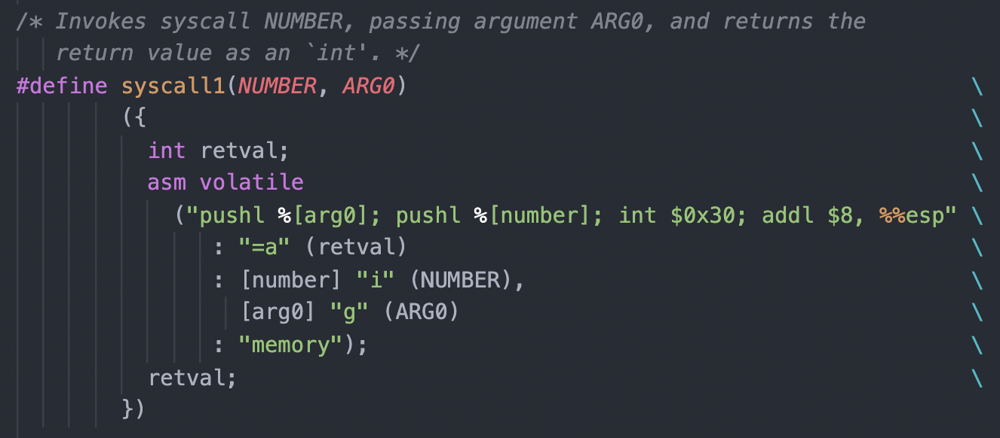 /* Invokes syscall NUMBER, passing argument ARG0, and returns the
return value as an `int'. */
#define syscall1(NUMBER, ARG0) \
({ \
int retval; \
asm volatile \
("pushl %[arg0]; pushl %[number]; int $0x30; addl $8, %%esp" \
: "=a" (retval) \
: [number] "i" (NUMBER), \
[arg0] "g" (ARG0) \
: "memory"); \
retval; \
})